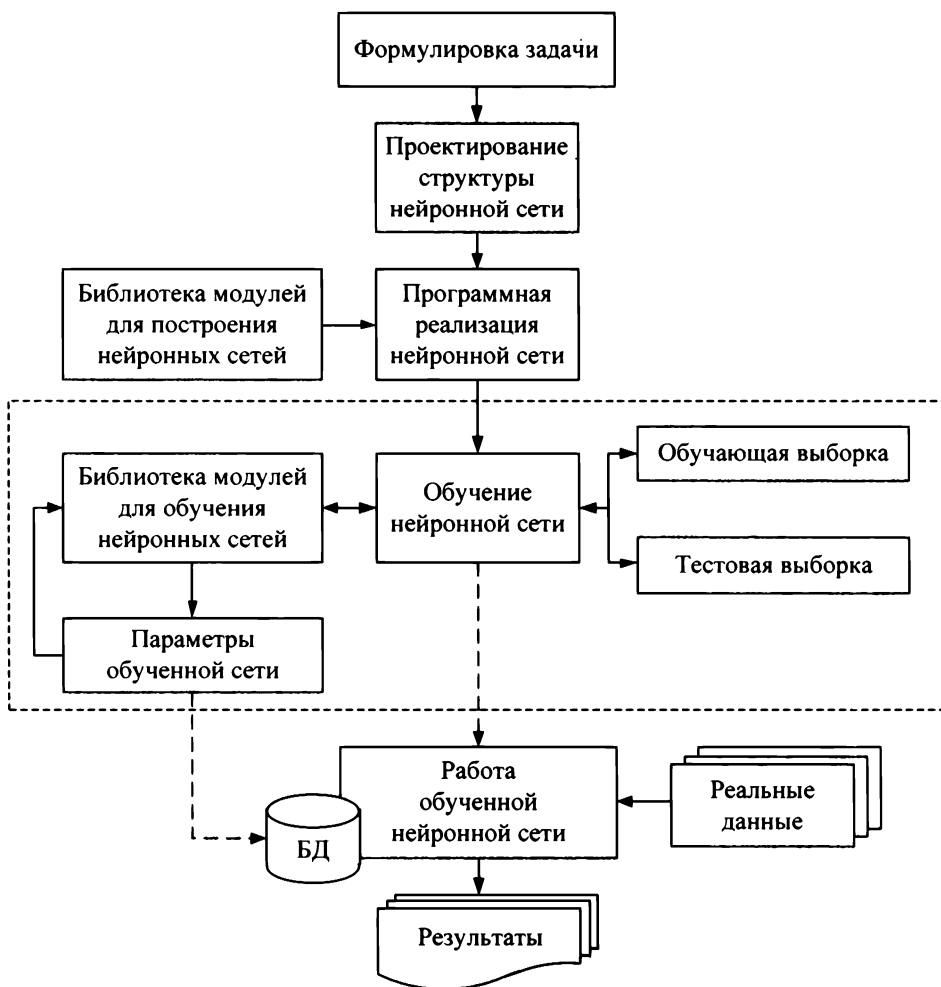 Формулировка задачи
Проектирование
структуры
нейронной сети
Библиотека модулей
для построения
нейронных сетей
Программная
реализация
нейронной сети
Библиотека модулей
для обучения
нейронных сетей
Обучение
нейронной сети
Обучающая выборка
Тестовая выборка
Параметры
обученной сети
Работа
обученной
нейронной сети
Реальные
данные
БД
Результаты